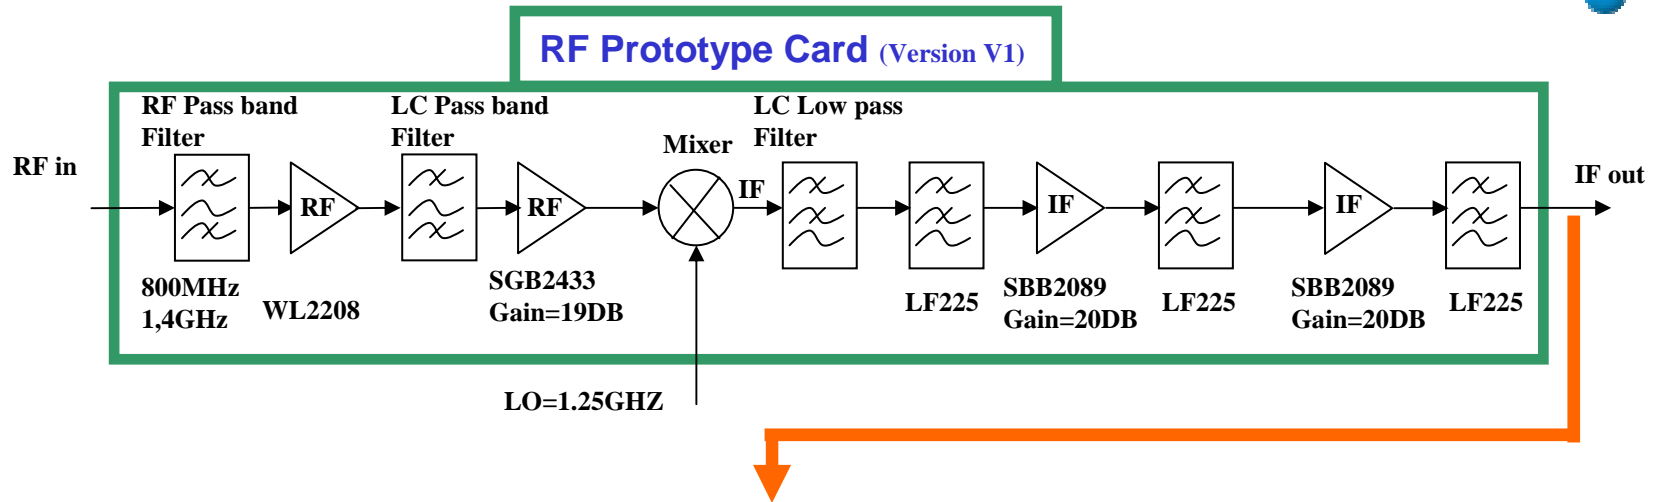 RF Prototype Card (Version V1)
RF Pass band
Filter
LC Pass band
Filter
Mixer
LC Low pass
Filter
RF in
RF
RF
IF
IF
IF
IF out
800MHz
1,4GHz
WL2208
SGB2433
Gain=19DB
LF225
SBB2089
Gain=20DB
LF225
SBB2089
Gain=20DB
LF225
LO=1.25GHZ